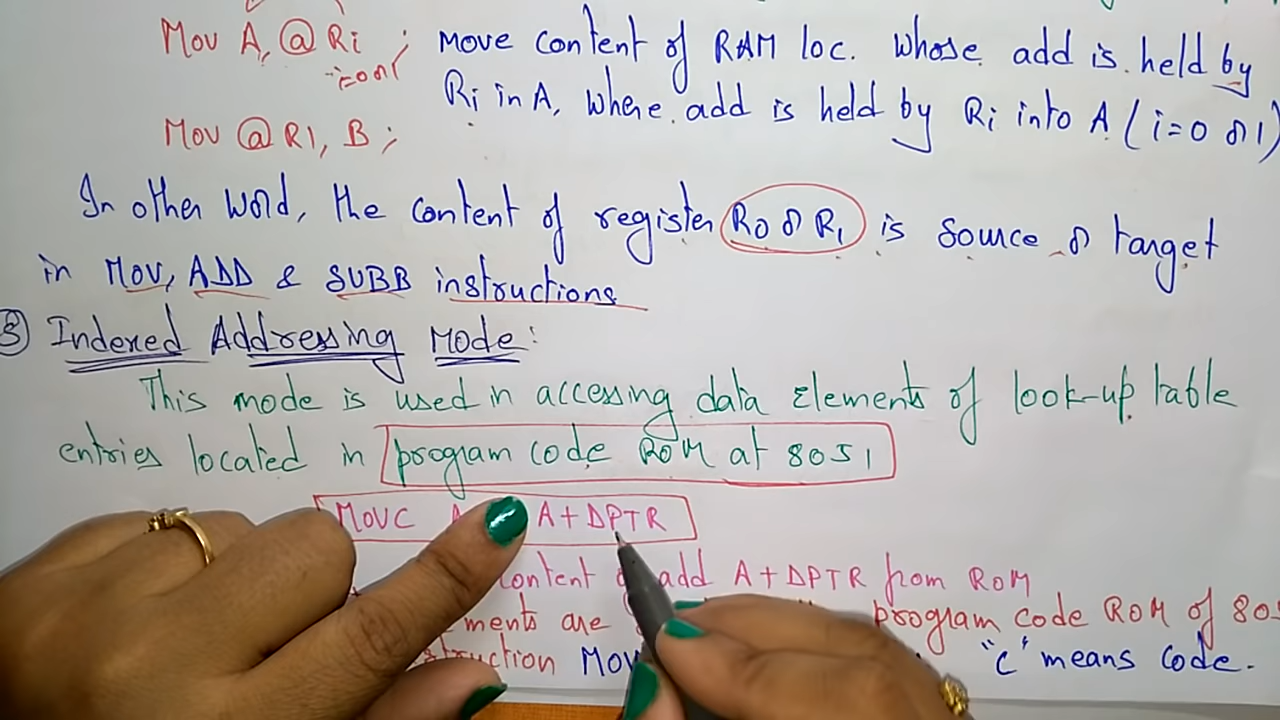 Mov A, @ Ri ; move content of RAM loc. whose add is held by
Ri in A, where add is held by Ri into A (i=0 or 1)
Mov @ R1, B ;
In other word, the content of register R0 or R1 is source or target
in Mov, ADD & SUBB instructions
Indexed Addressing Mode:
This mode is used in accessing data Elements of look-up table
entries located in program code ROM at 8051
MOVC A A+DPTR
content add A+DPTR from ROM
ments are program code ROM of 805
struction Mov "C" means code.